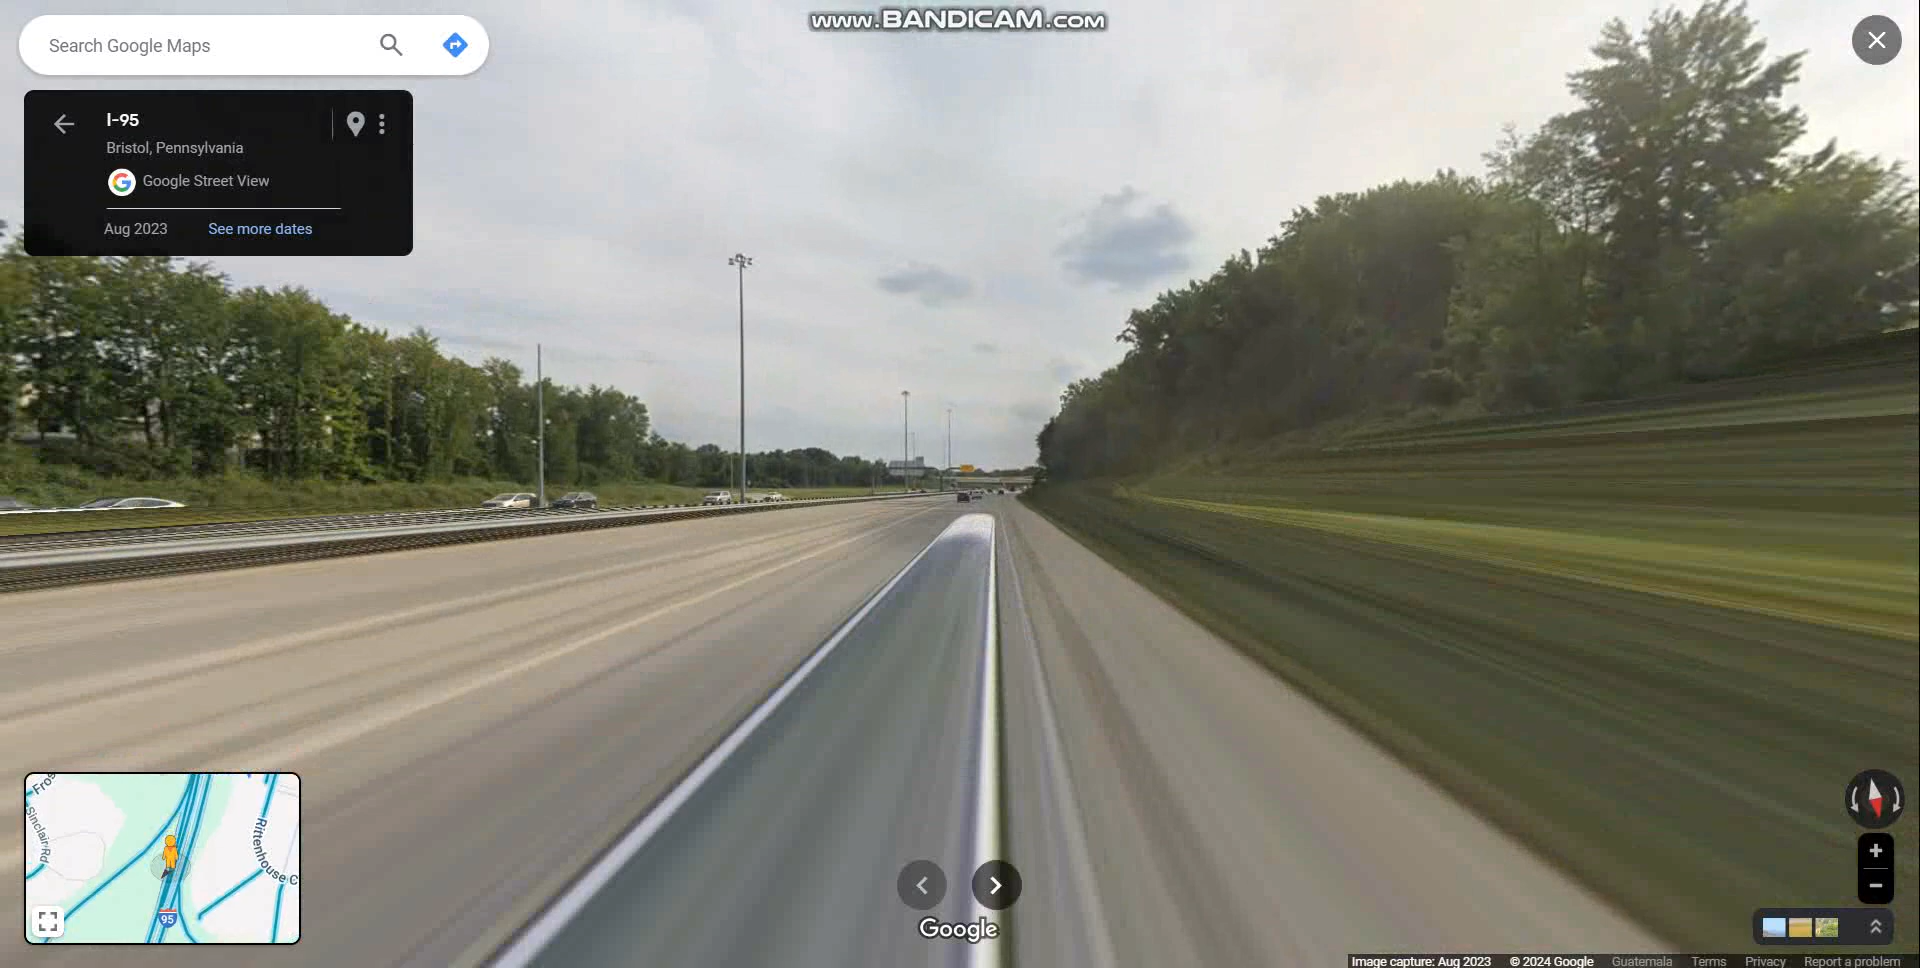 www.BANDICAM.com
Search Google Maps
I-95
Bristol, Pennsylvania
Google Street View
Aug 2023 See more dates
Fros
Sinclair Rd
Rittenhouse C
95
Google
Image capture: Aug 2023 © 2024 Google Guatemala Terms Privacy Report a problem